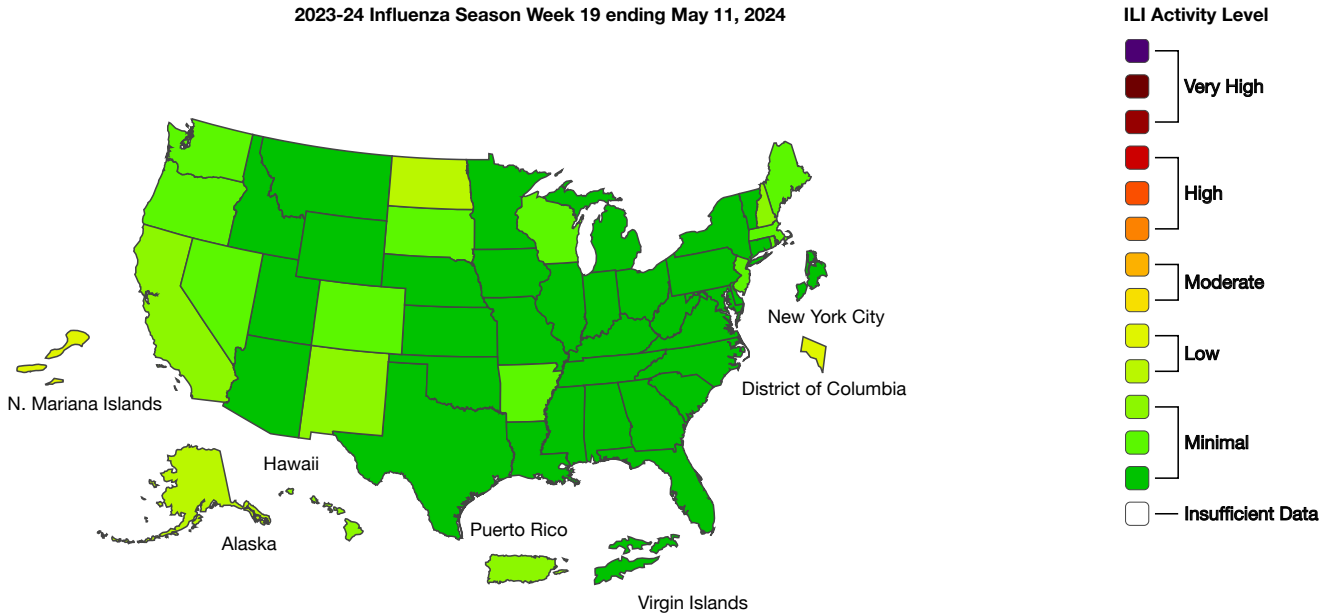 2023-24 Influenza Season Week 19 ending May 11, 2024
ILI Activity Level
Very High
High
Moderate
Low
Minimal
Insufficient Data
New York City
District of Columbia
N. Mariana Islands
Hawaii
Alaska
Puerto Rico
Virgin Islands